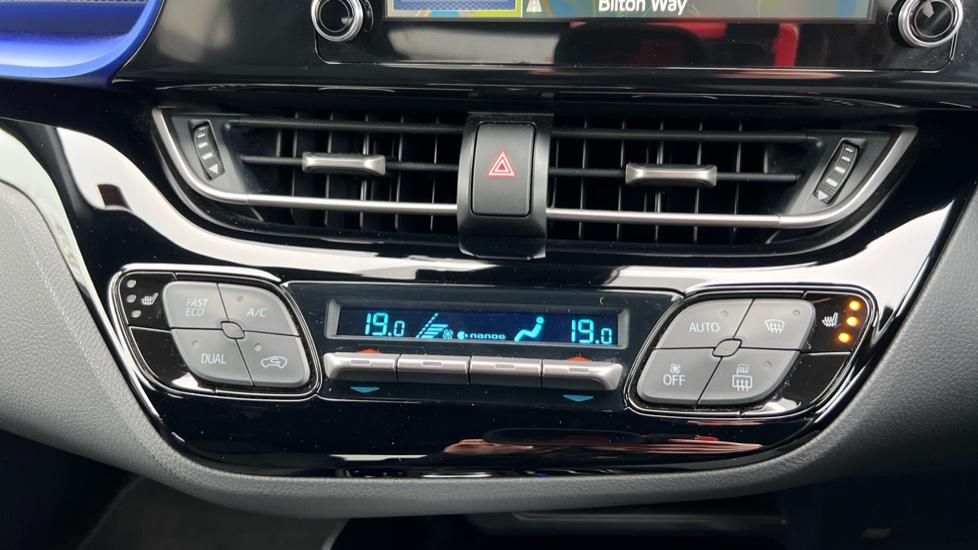 Bilton Way
FAST ECO
A/C
DUAL
19.0
nanoe
19.0
AUTO
OFF